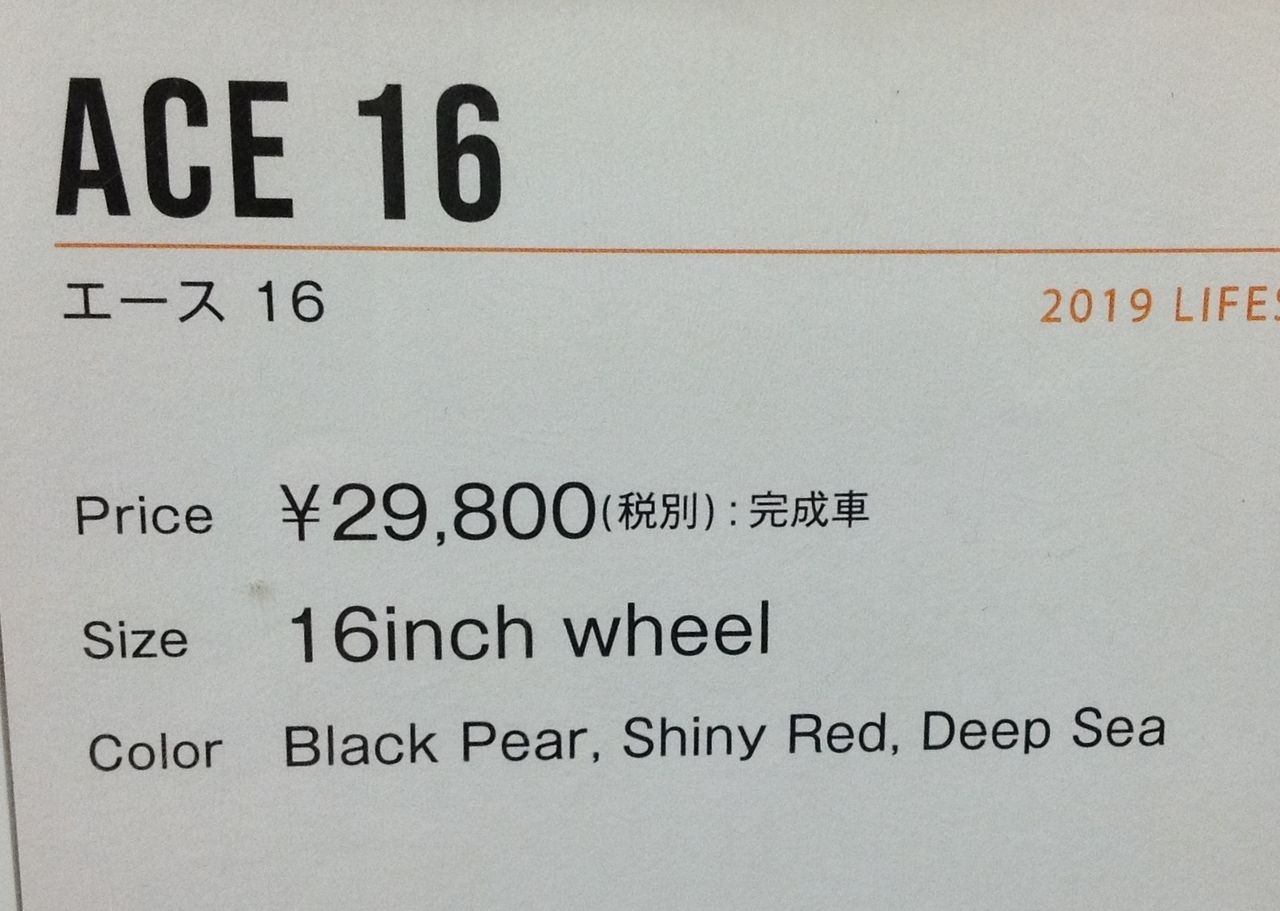 ACE 16
エース 16
2019 LIFES
Price ¥29,800(税別):完成車
Size 16inch wheel
Color Black Pear, Shiny Red, Deep Sea